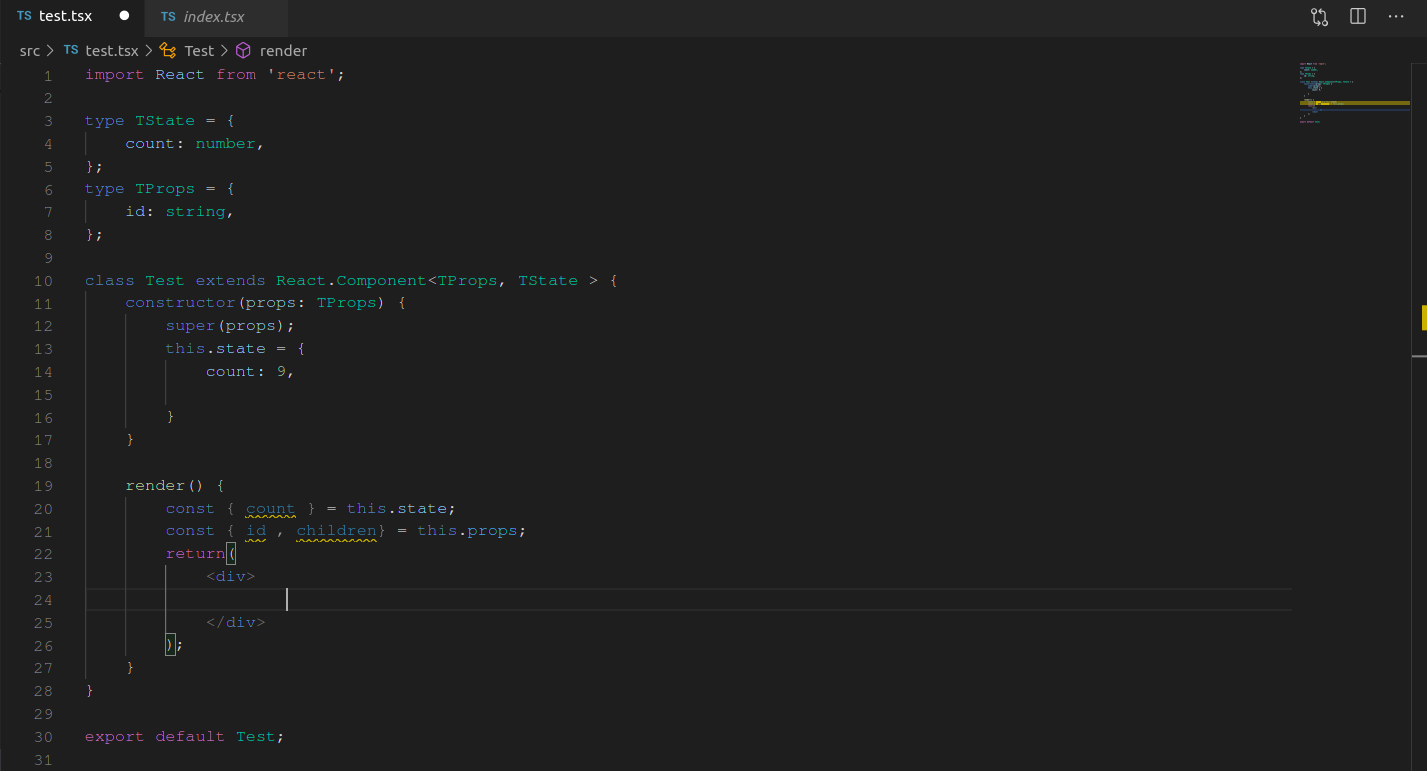 TS test.tsx TS index.tsx ...
src > TS test.tsx > Test > render
1 import React from 'react';
2
3 type TState = {
4 count: number,
5 };
6 type TProps = {
7 id: string,
8 };
9
10 class Test extends React.Component<TProps, TState > {
11 constructor(props: TProps) {
12 super(props);
13 this.state = {
14 count: 9,
15
16 }
17 }
18
19 render() {
20 const { count } = this.state;
21 const { id , children} = this.props;
22 return(
23 <div>
24
25 </div>
26 );
27 }
28 }
29
30 export default Test;
31